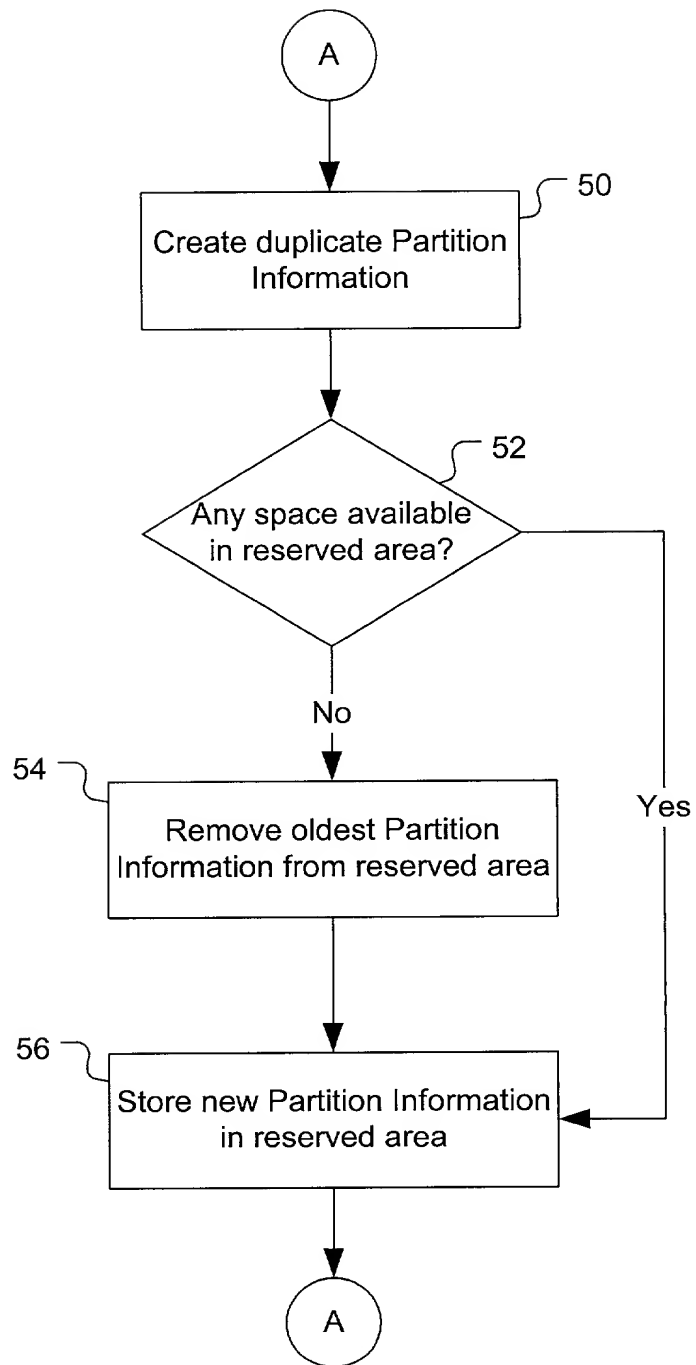 A
50
Create duplicate Partition
Information
52
Any space available
in reserved area?
No
Yes
54
Remove oldest Partition
Information from reserved area
56
Store new Partition Information
in reserved area
A